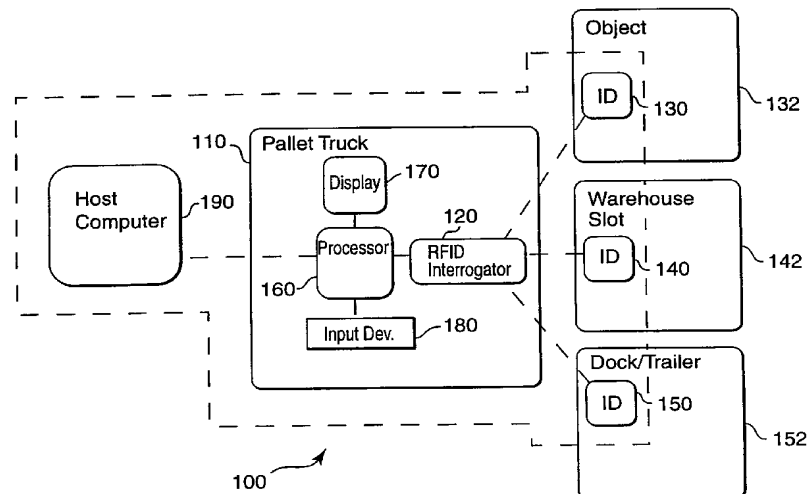 Object
ID
130
132
110
Pallet Truck
Display
170
Host
Computer
190
120
Processor
RFID
Interrogator
160
Warehouse
Slot
ID
140
142
Input Dev.
180
Dock/Trailer
ID
150
152
100